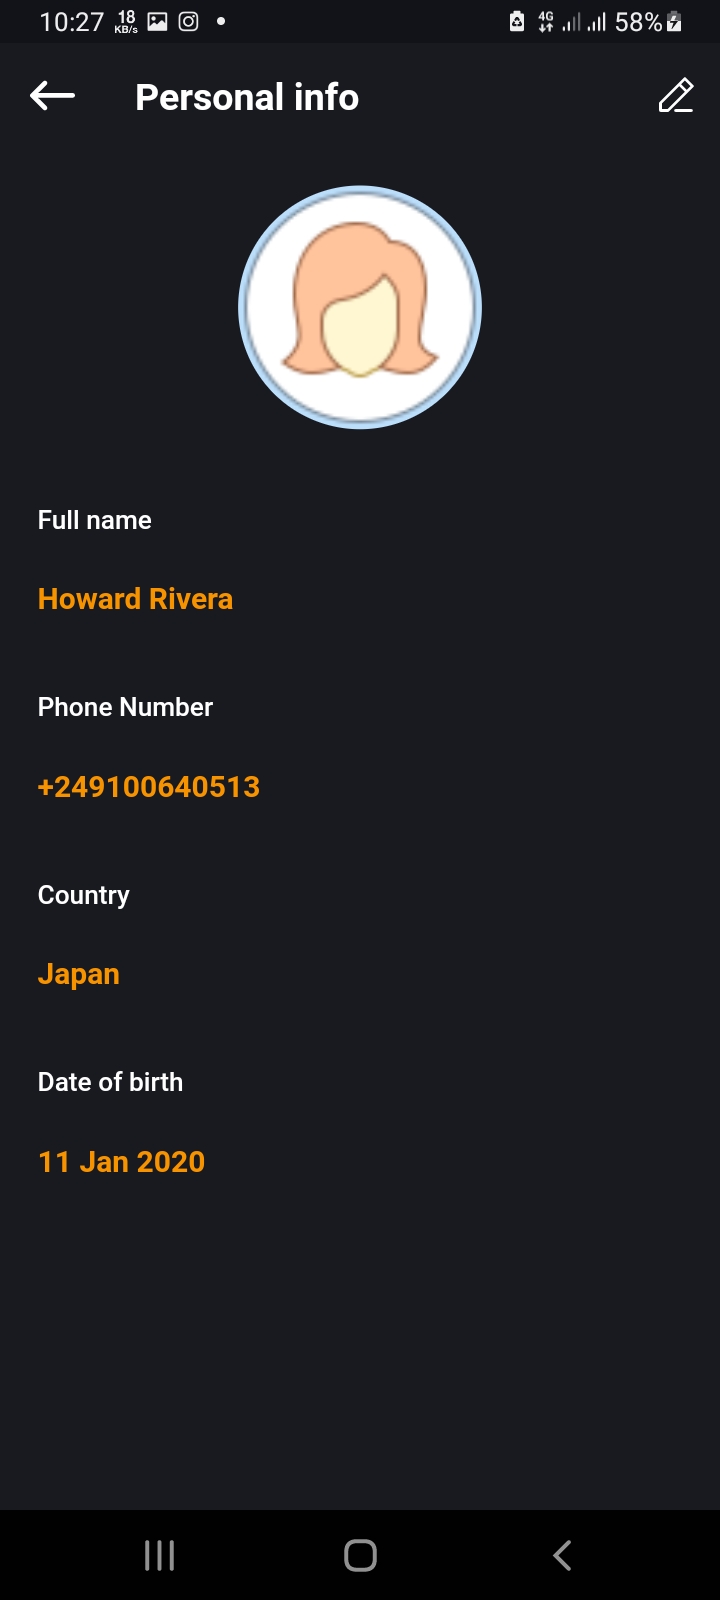 10:27 18 KB/s 4G 58%
Personal info
Full name
Howard Rivera
Phone Number
+249100640513
Country
Japan
Date of birth
11 Jan 2020